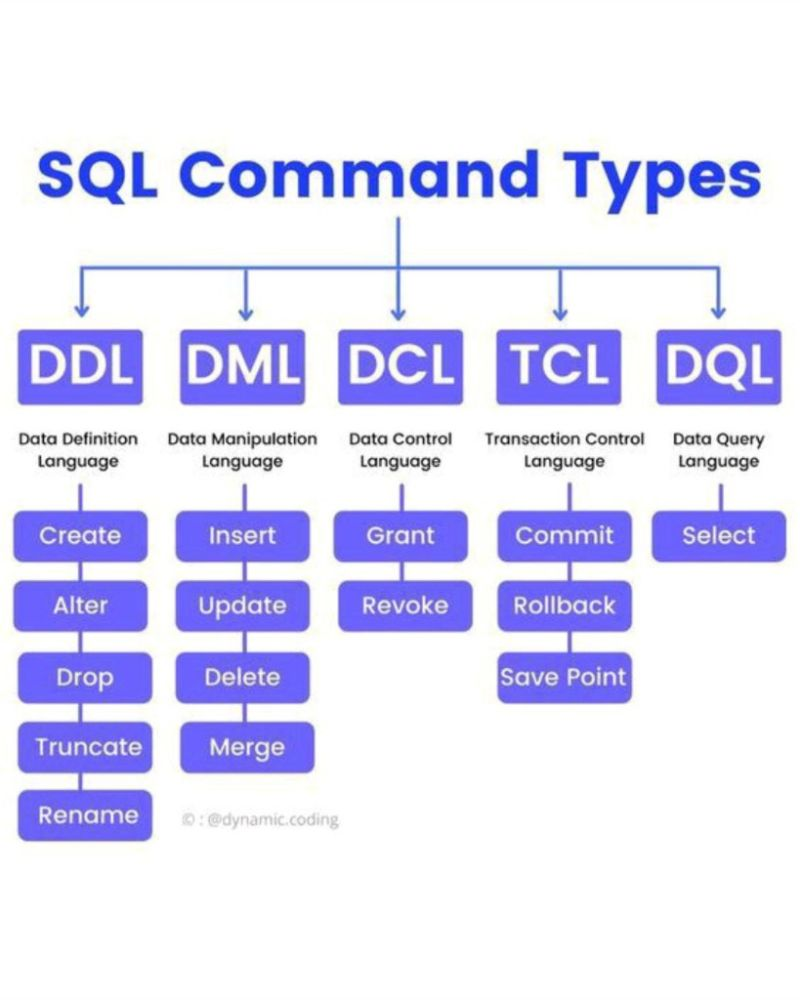 SQL Command Types
DDL
Data Definition
Language
Create
Alter
Drop
Truncate
Rename
DML
Data Manipulation
Language
Insert
Update
Delete
Merge
DCL
Data Control
Language
Grant
Revoke
TCL
Transaction Control
Language
Commit
Rollback
Save Point
DQL
Data Query
Language
Select
© : @dynamic.coding